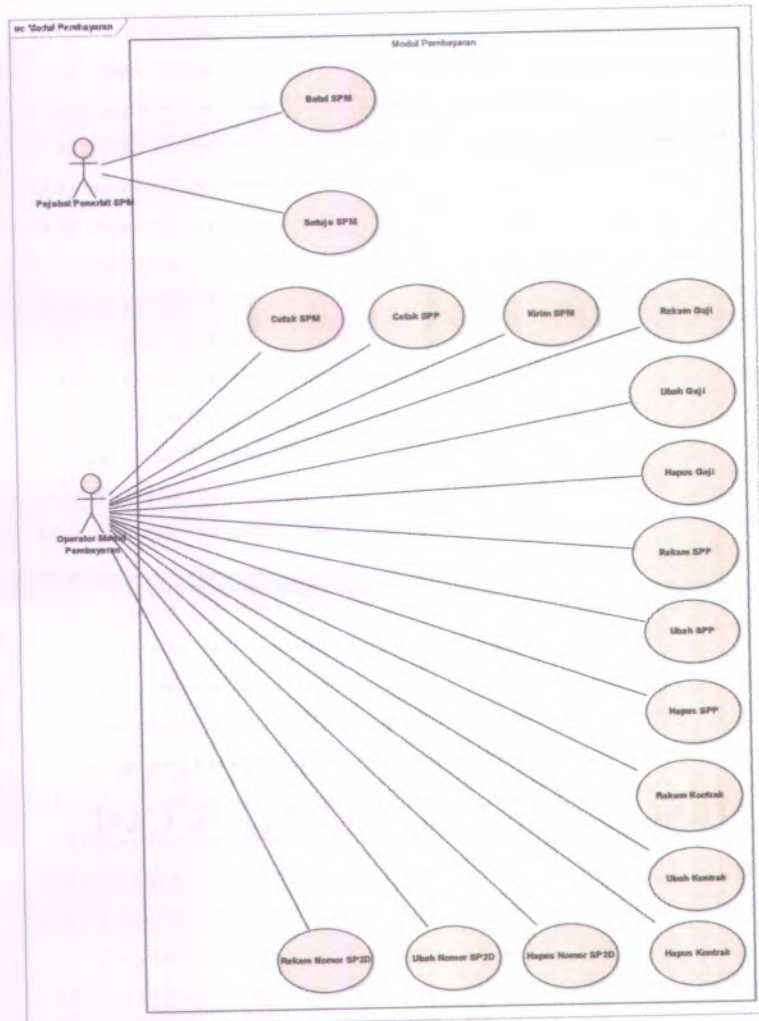 uc Modul Pembayaran
Modul Pembayaran
Batal SPM
Pejabat Penerbit SPM
Setuju SPM
Cetak SPM
Cetak SPP
Kirim SPM
Rekam Gaji
Ubah Gaji
Hapus Gaji
Operator Modul
Pembayaran
Rekam SPP
Ubah SPP
Hapus SPP
Rekam Kontrak
Ubah Kontrak
Rekam Nomor SP2D
Ubah Nomor SP2D
Hapus Nomor SP2D
Hapus Kontrak